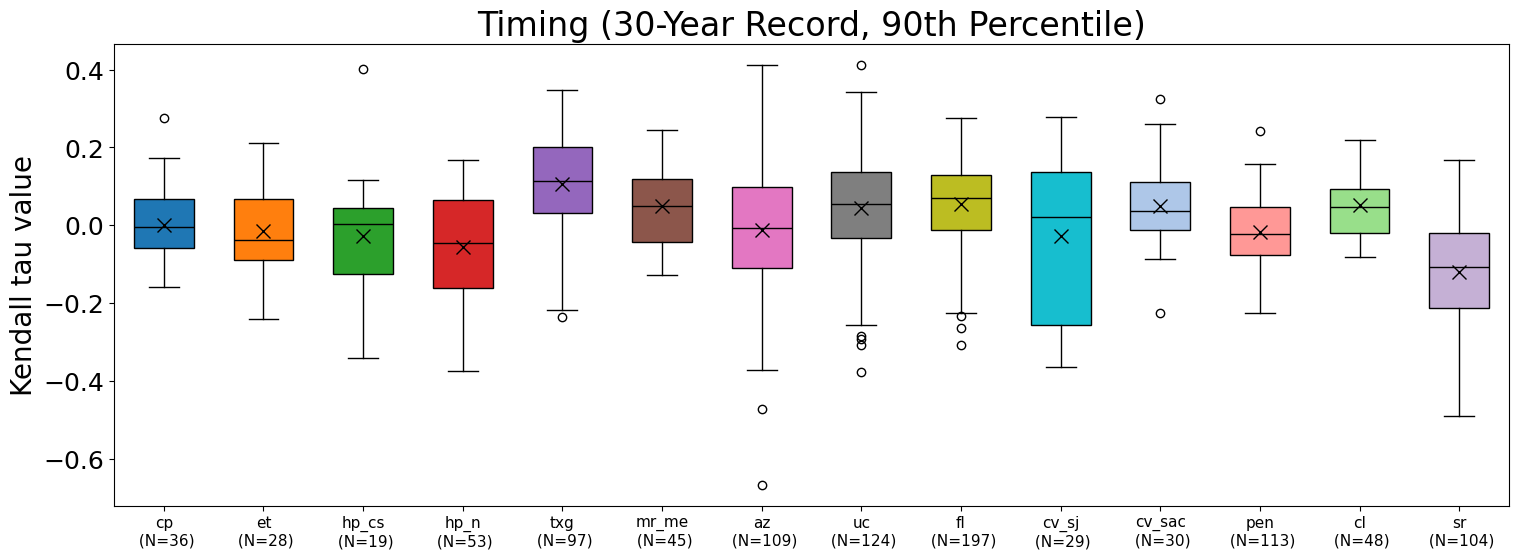 Timing (30-Year Record, 90th Percentile)
Kendall tau value
0.4
0.2
0.0
−0.2
−0.4
−0.6
cp et hp_cs hp_n txg mr_me az uc fl cv_sj cv_sac pen cl sr
(N=36) (N=28) (N=19) (N=53) (N=97) (N=45) (N=109) (N=124) (N=197) (N=29) (N=30) (N=113) (N=48) (N=104)